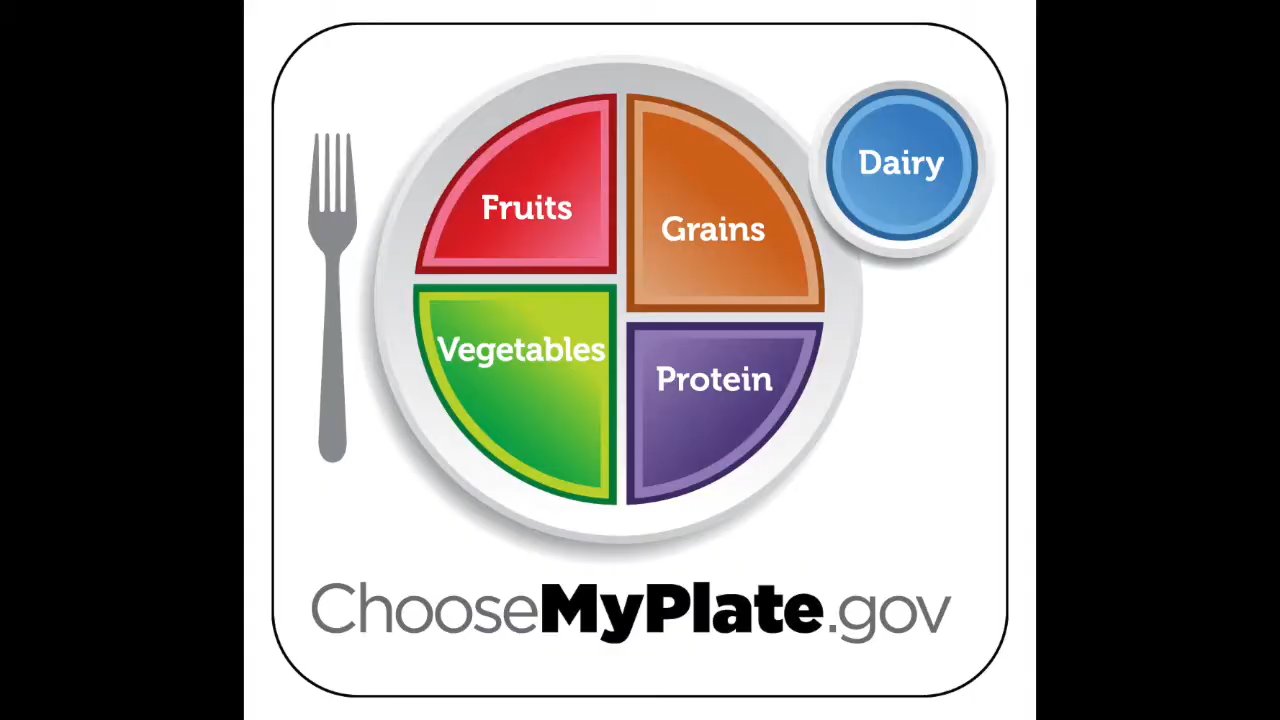 Fruits
Grains
Dairy
Vegetables
Protein
ChooseMyPlate.gov